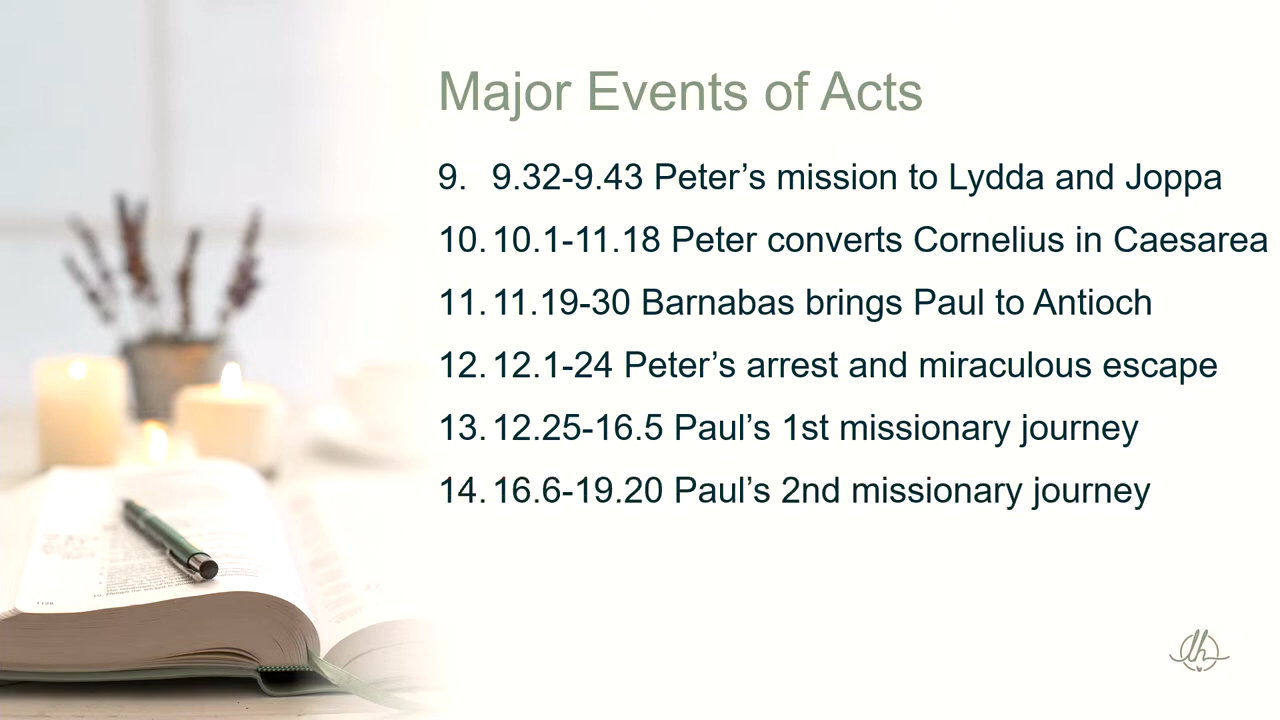 Major Events of Acts
9. 9.32-9.43 Peter’s mission to Lydda and Joppa
10. 10.1-11.18 Peter converts Cornelius in Caesarea
11. 11.19-30 Barnabas brings Paul to Antioch
12. 12.1-24 Peter’s arrest and miraculous escape
13. 12.25-16.5 Paul’s 1st missionary journey
14. 16.6-19.20 Paul’s 2nd missionary journey